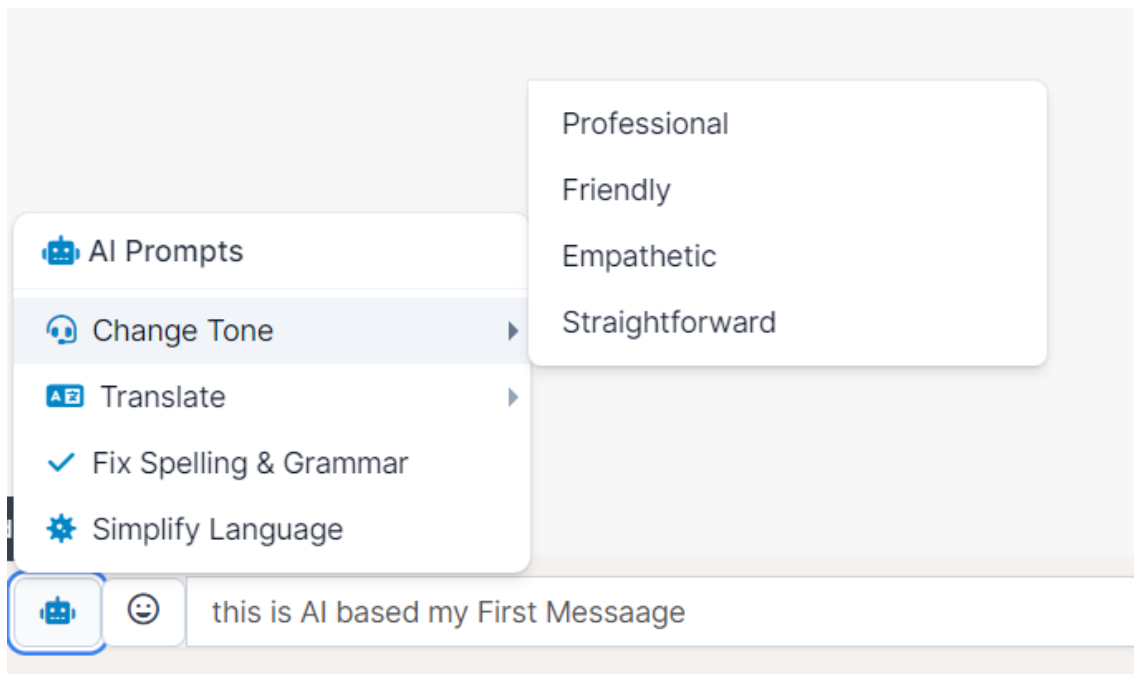 Professional
Friendly
Empathetic
Straightforward
AI Prompts
Change Tone
Translate
Fix Spelling & Grammar
Simplify Language
this is AI based my First Messaage